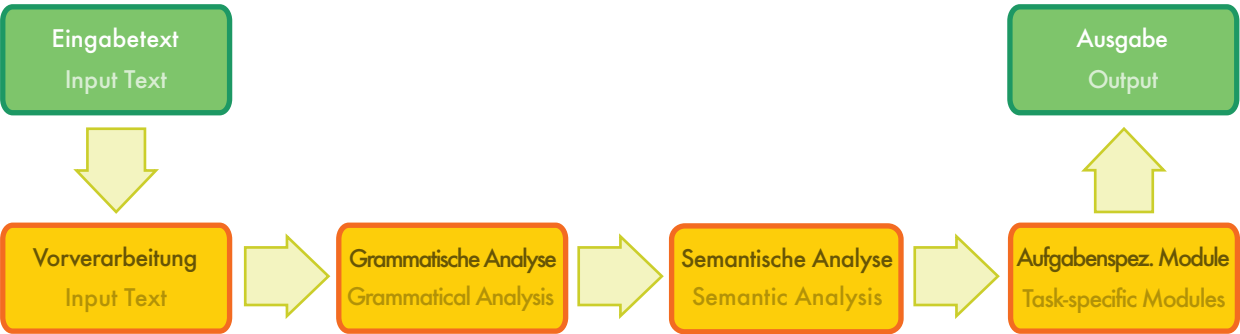 Eingabetext
Input Text
Ausgabe
Output
Vorverarbeitung
Input Text
Grammatische Analyse
Grammatical Analysis
Semantische Analyse
Semantic Analysis
Aufgabenspez. Module
Task-specific Modules